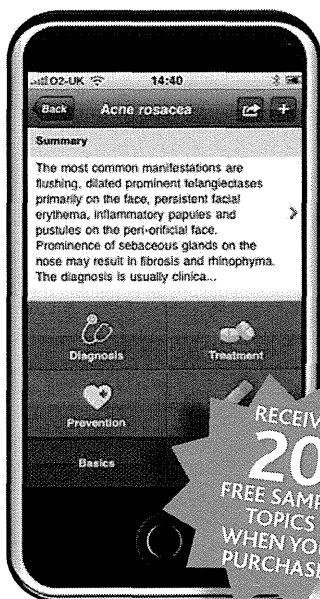 O2-UK 14:40
Back Acne rosacea +
Summary
The most common manifestations are
flushing, dilated prominent telangiectases
primarily on the face, persistent facial
erythema, inflammatory papules and
pustules on the peri-orificial face.
Prominence of sebaceous glands on the
nose may result in fibrosis and rhinophyma.
The diagnosis is usually clinica...
Diagnosis Treatment
Prevention
Basics
RECEIV
20
FREE SAMP
TOPICS
WHEN YO
PURCHAS